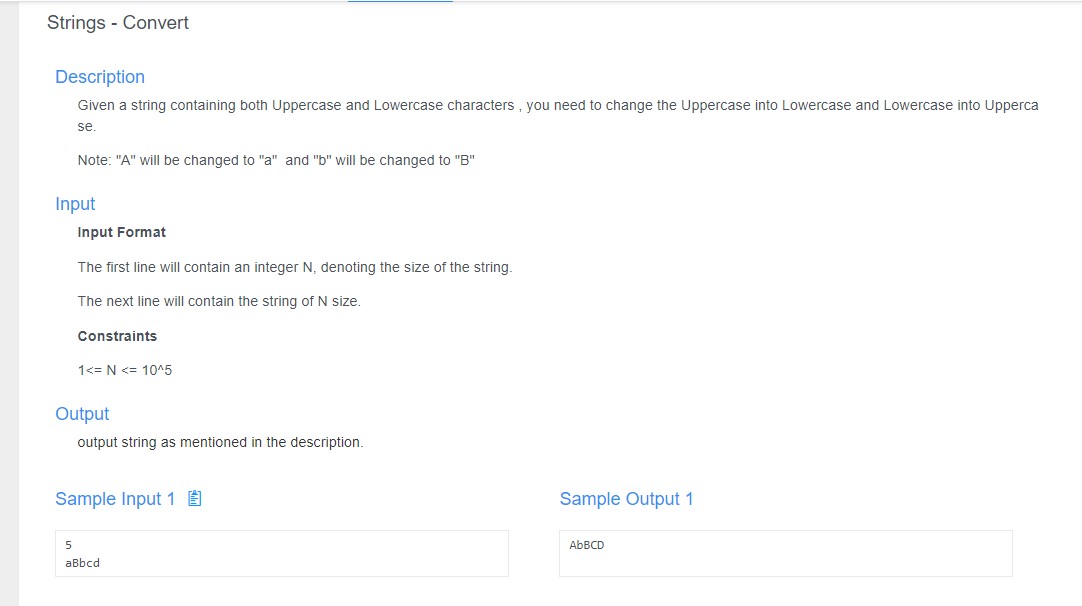 Strings - Convert
Description
Given a string containing both Uppercase and Lowercase characters , you need to change the Uppercase into Lowercase and Lowercase into Upperca
se.
Note: "A" will be changed to "a"  and "b" will be changed to "B"
Input
Input Format
The first line will contain an integer N, denoting the size of the string.
The next line will contain the string of N size.
Constraints
1<= N <= 10^5
Output
output string as mentioned in the description.
Sample Input 1
Sample Output 1
5
aBbcd
AbBCD